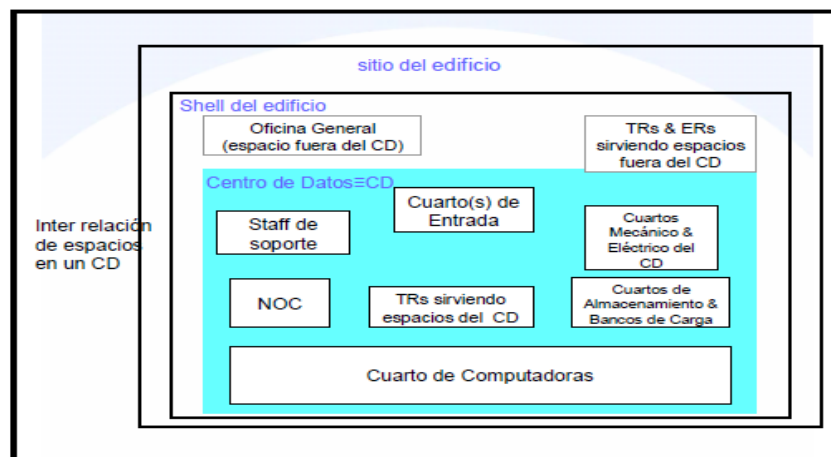 sitio del edificio
Shell del edificio
Oficina General
(espacio fuera del CD)
TRs & ERs
sirviendo espacios
fuera del CD
Centro de Datos≡CD
Inter relación
de espacios
en un CD
Staff de
soporte
Cuarto(s) de
Entrada
Cuartos
Mecánico &
Eléctrico del
CD
NOC
TRs sirviendo
espacios del CD
Cuartos de
Almacenamiento &
Bancos de Carga
Cuarto de Computadoras